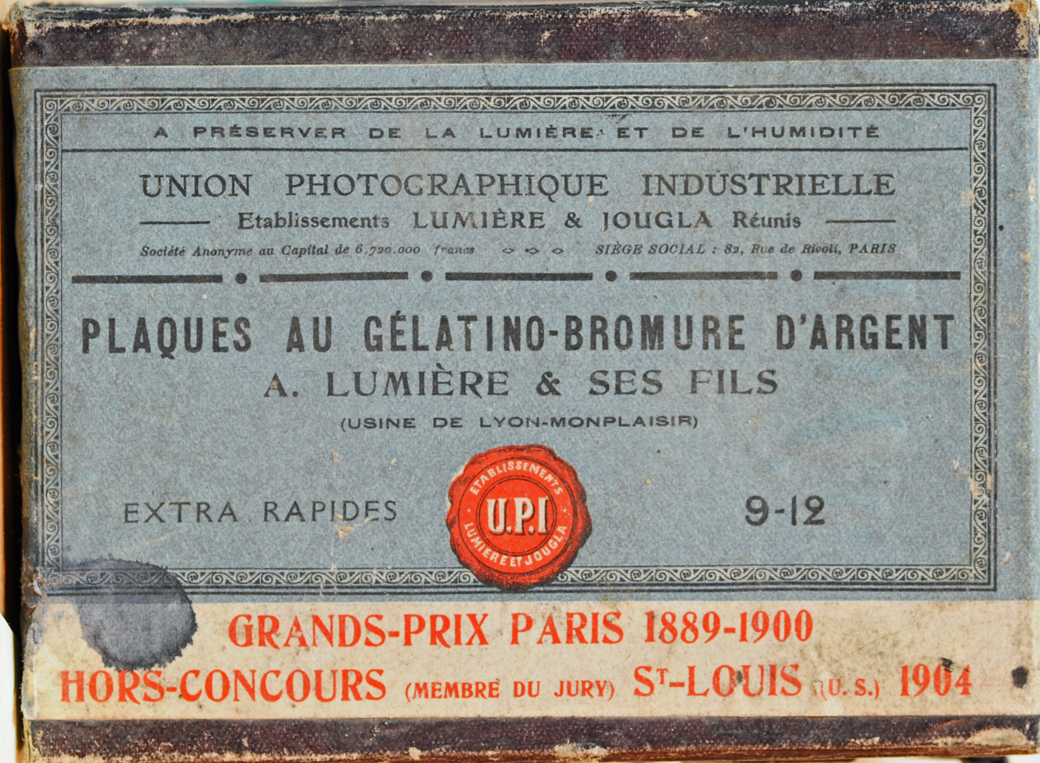 A PRÉSERVER DE LA LUMIÈRE ET DE L'HUMIDITÉ
UNION PHOTOGRAPHIQUE INDUSTRIELLE
Etablissements LUMIÈRE & JOUGLA Réunis
Société Anonyme au Capital de 6.720.000 francs SIÈGE SOCIAL : 82, Rue de Rivoli, PARIS
PLAQUES AU GÉLATINO-BROMURE D'ARGENT
A. LUMIÈRE & SES FILS
(USINE DE LYON-MONPLAISIR)
EXTRA RAPIDES
ETABLISSEMENTS
U.P.I
LUMIERE ET JOUGLA
9-12
GRANDS-PRIX PARIS 1889-1900
HORS-CONCOURS (MEMBRE DU JURY) ST-LOUIS (U.S.) 1904